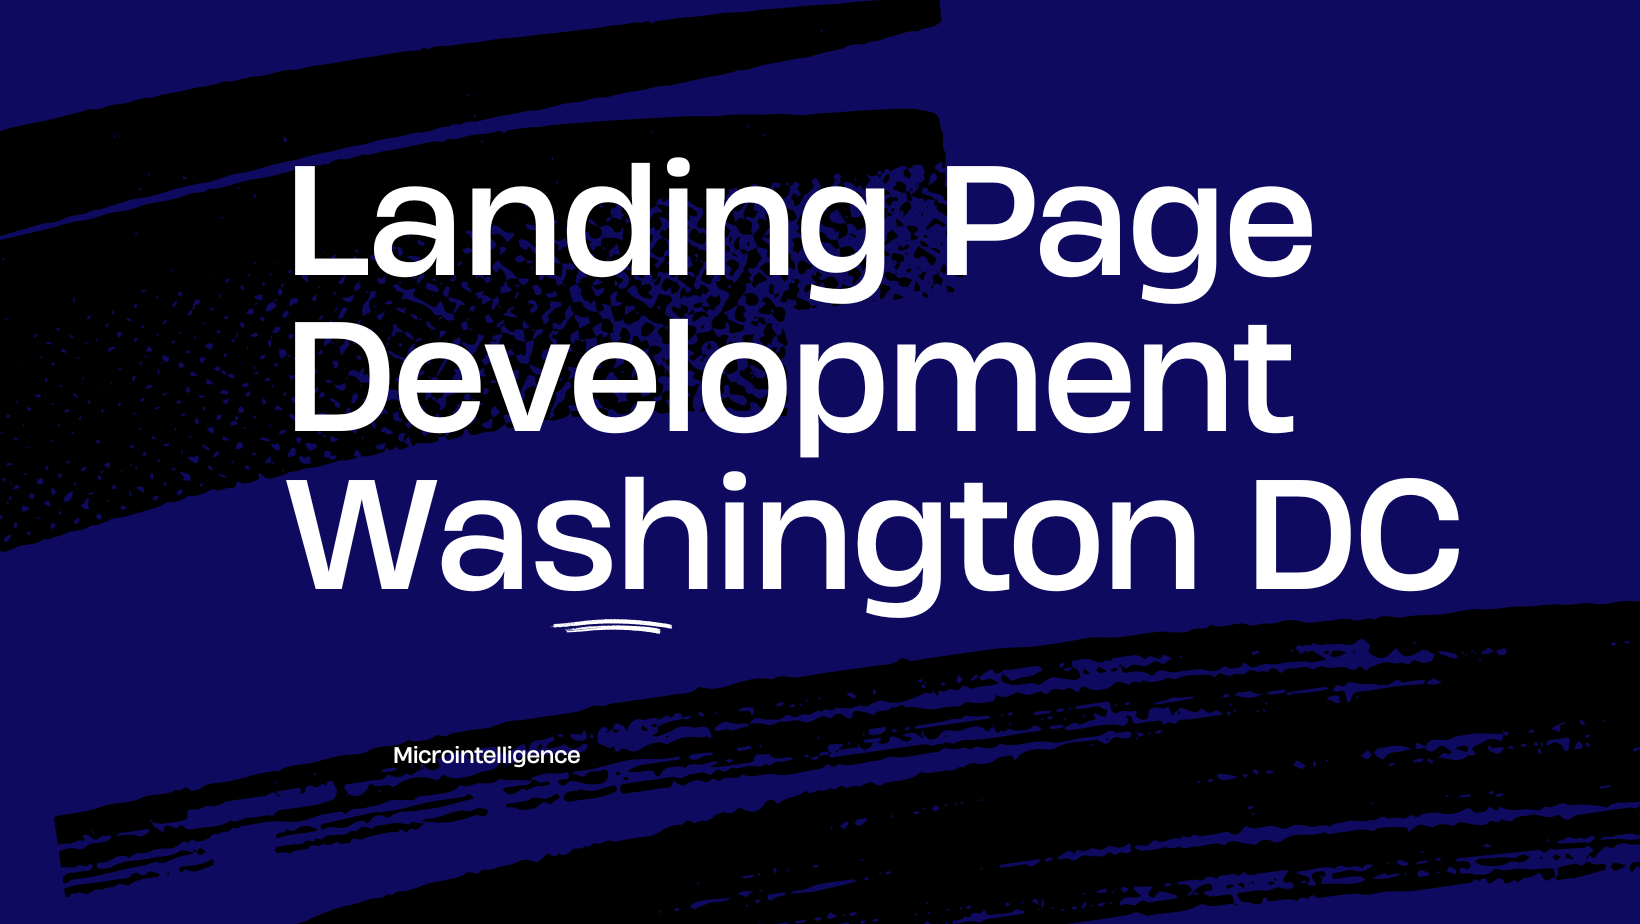 Landing Page
Development
Washington DC
Microintelligence